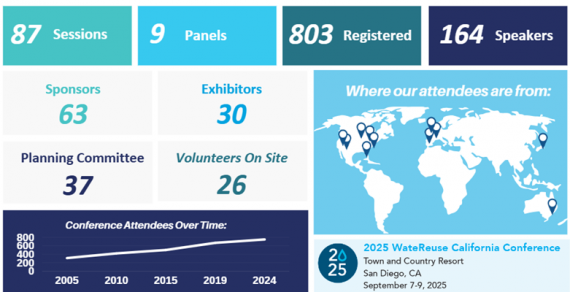 87 Sessions
9 Panels
803 Registered
164 Speakers
Sponsors
63
Exhibitors
30
Planning Committee
37
Volunteers On Site
26
Where our attendees are from:
Conference Attendees Over Time:
800
600
400
200
0
2005 2010 2015 2019 2024
20
25
2025 WateReuse California Conference
Town and Country Resort
San Diego, CA
September 7-9, 2025